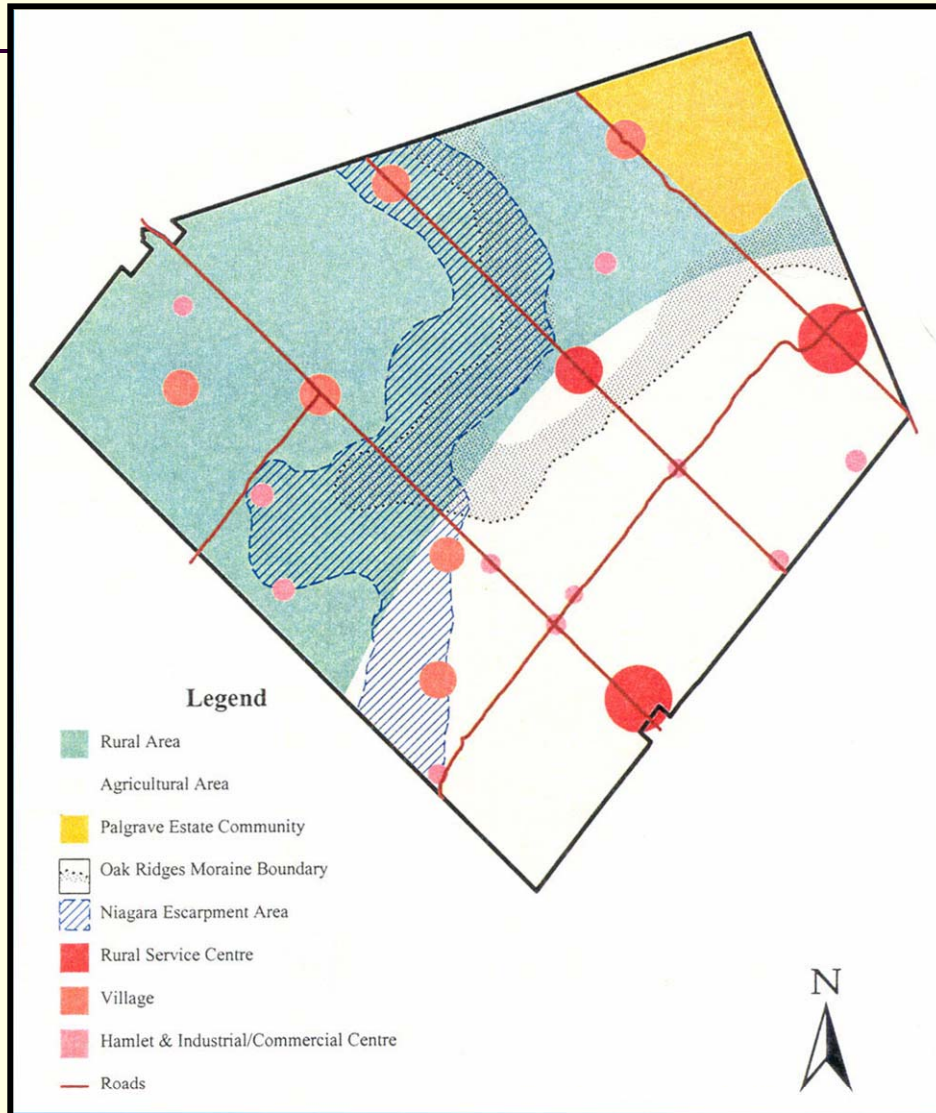 Legend
Rural Area
Agricultural Area
Palgrave Estate Community
Oak Ridges Moraine Boundary
Niagara Escarpment Area
Rural Service Centre
Village
Hamlet & Industrial/Commercial Centre
Roads
N